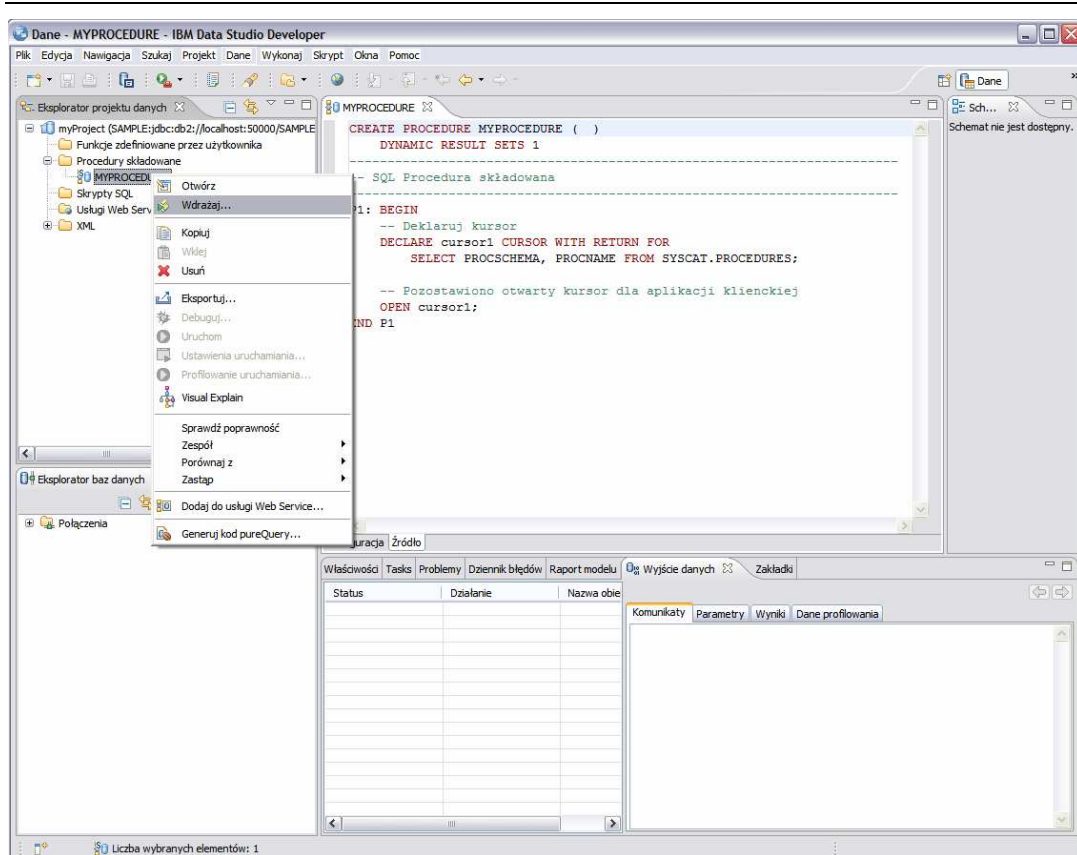 Dane - MYPROCEDURE - IBM Data Studio Developer
Plik Edycja Nawigacja Szukaj Projekt Dane Wykonaj Skrypt Okna Pomoc
Dane
»
Eksplorator projektu danych
myProject (SAMPLE:jdbc:db2://localhost:50000/SAMPLE
Funkcje zdefiniowane przez użytkownika
Procedury składowane
MYPROCEDU
Skrypty SQL
Usługi Web Serv
XML
Otwórz
Wdrażaj...
Kopiuj
Wklej
Usuń
Eksportuj...
Debuguj...
Uruchom
Ustawienia uruchamiania...
Profilowanie uruchamiania...
Visual Explain
Sprawdź poprawność
Zespół
Porównaj z
Zastąp
Dodaj do usługi Web Service...
Generuj kod pureQuery...
Eksplorator baz danych
Połączenia
MYPROCEDURE
CREATE PROCEDURE MYPROCEDURE ( )
DYNAMIC RESULT SETS 1
------------------------------------------------------------------------
-- SQL Procedura składowana
------------------------------------------------------------------------
P1: BEGIN
-- Deklaruj kursor
DECLARE cursor1 CURSOR WITH RETURN FOR
SELECT PROCSCHEMA, PROCNAME FROM SYSCAT.PROCEDURES;
-- Pozostawiono otwarty kursor dla aplikacji klienckiej
OPEN cursor1;
END P1
guracja Źródło
Sch...
Schemat nie jest dostępny.
Właściwości Tasks Problemy Dziennik błędów Raport modelu Wyjście danych Zakładki
Status Działanie Nazwa obie
Komunikaty Parametry Wyniki Dane profilowania
Liczba wybranych elementów: 1